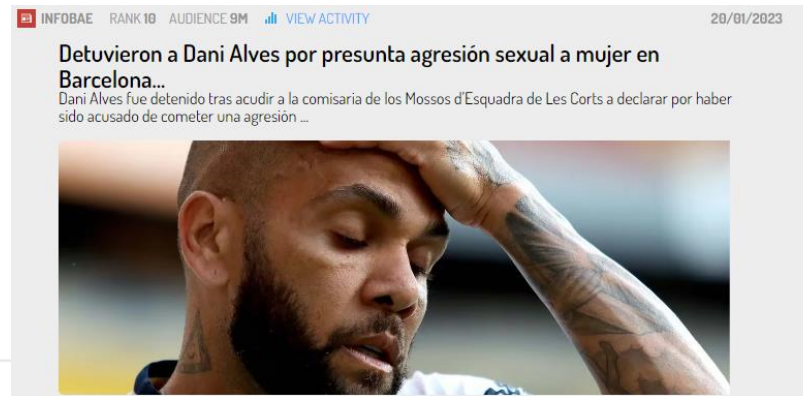 INFOBAE RANK 10 AUDIENCE 9M VIEW ACTIVITY 20/01/2023
Detuvieron a Dani Alves por presunta agresión sexual a mujer en
Barcelona...
Dani Alves fue detenido tras acudir a la comisaria de los Mossos d'Esquadra de Les Corts a declarar por haber
sido acusado de cometer una agresión ...